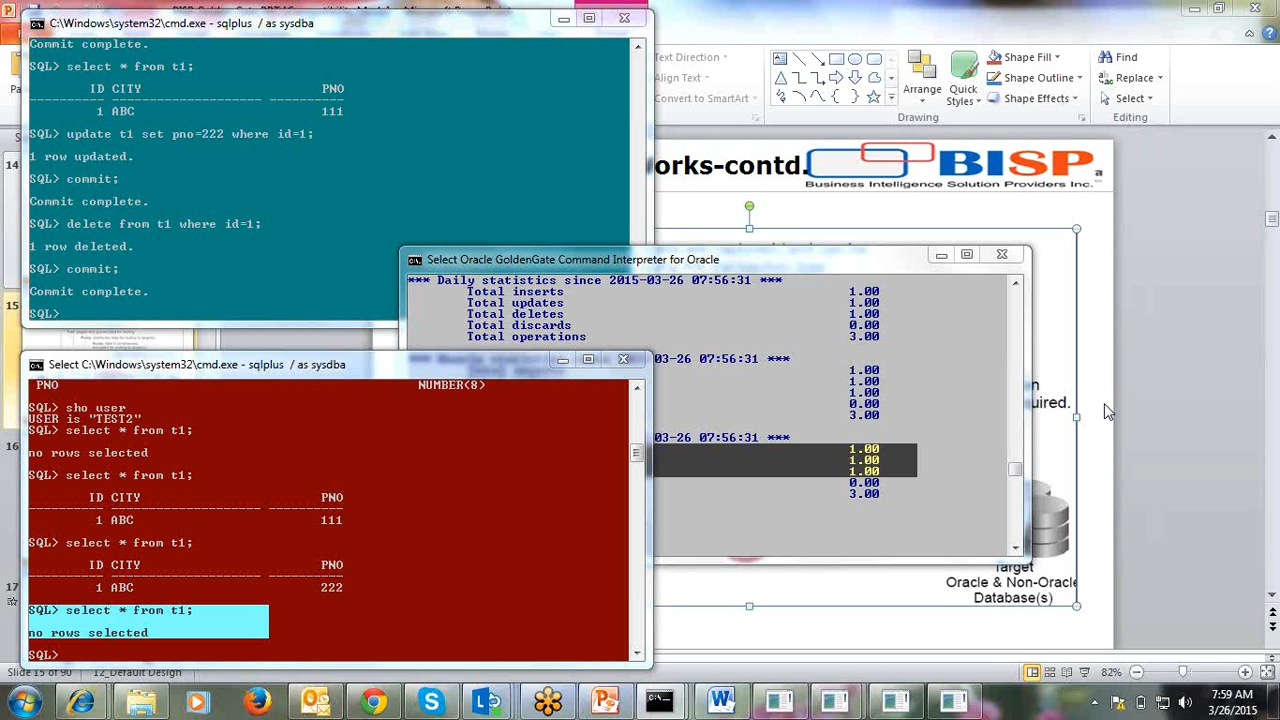 C:\Windows\system32\cmd.exe - sqlplus / as sysdba
Commit complete.
SQL> select * from t1;
ID CITY PNO
---------- -------------------- ----------
1 ABC 111
SQL> update t1 set pno=222 where id=1;
1 row updated.
SQL> commit;
Commit complete.
SQL> delete from t1 where id=1;
1 row deleted.
SQL> commit;
Commit complete.
SQL>
Text Direction
Align Text
Convert to SmartArt
Arrange
Quick
Styles
Shape Fill
Shape Outline
Shape Effects
Drawing
Find
Replace
Select
Editing
14
15
16
17
works-contd.
BISP
Business Intelligence Solution Providers Inc.
Select Oracle GoldenGate Command Interpreter for Oracle
*** Daily statistics since 2015-03-26 07:56:31 ***
Total inserts 1.00
Total updates 1.00
Total deletes 1.00
Total discards 0.00
Total operations 3.00
03-26 07:56:31 ***
1.00
1.00
1.00
0.00
3.00
03-26 07:56:31 ***
1.00
1.00
1.00
0.00
3.00
Select C:\Windows\system32\cmd.exe - sqlplus / as sysdba
PNO NUMBER(8)
SQL> sho user
USER is "TEST2"
SQL> select * from t1;
no rows selected
SQL> select * from t1;
ID CITY PNO
---------- -------------------- ----------
1 ABC 111
SQL> select * from t1;
ID CITY PNO
---------- -------------------- ----------
1 ABC 222
SQL> select * from t1;
no rows selected
SQL>
Target
Oracle & Non-Oracle
Database(s)
Slide 15 of 90
12_Default Design
82%
7:59 AM
3/26/2015